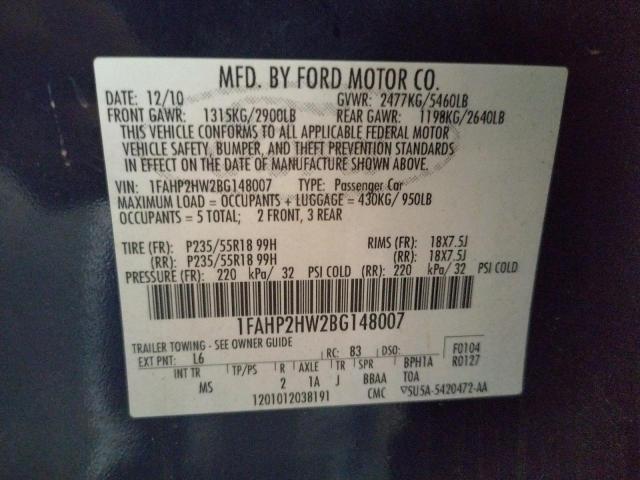 MFD. BY FORD MOTOR CO.
DATE: 12/10 GVWR: 2477KG/5460LB
FRONT GAWR: 1315KG/2900LB REAR GAWR: 1198KG/2640LB
THIS VEHICLE CONFORMS TO ALL APPLICABLE FEDERAL MOTOR
VEHICLE SAFETY, BUMPER, AND THEFT PREVENTION STANDARDS
IN EFFECT ON THE DATE OF MANUFACTURE SHOWN ABOVE.
VIN: 1FAHP2HW2BG148007 TYPE: Passenger Car
MAXIMUM LOAD = OCCUPANTS + LUGGAGE = 430KG/950LB
OCCUPANTS = 5 TOTAL; 2 FRONT, 3 REAR
TIRE (FR): P235/55R18 99H RIMS (FR): 18X7.5J
(RR): P235/55R18 99H (RR): 18X7.5J
PRESSURE (FR): 220 kPa/32 PSI COLD (RR): 220 kPa/32 PSI COLD
1FAHP2HW2BG148007
TRAILER TOWING - SEE OWNER GUIDE
EXT PNT: L6 RC: 83 DSO: F0104
INT TR TP/PS R AXLE TR SPR BPH1A R0127
MS 2 1A J BBAA TOA
1201012038191 CMC 5U5A-5420472-AA